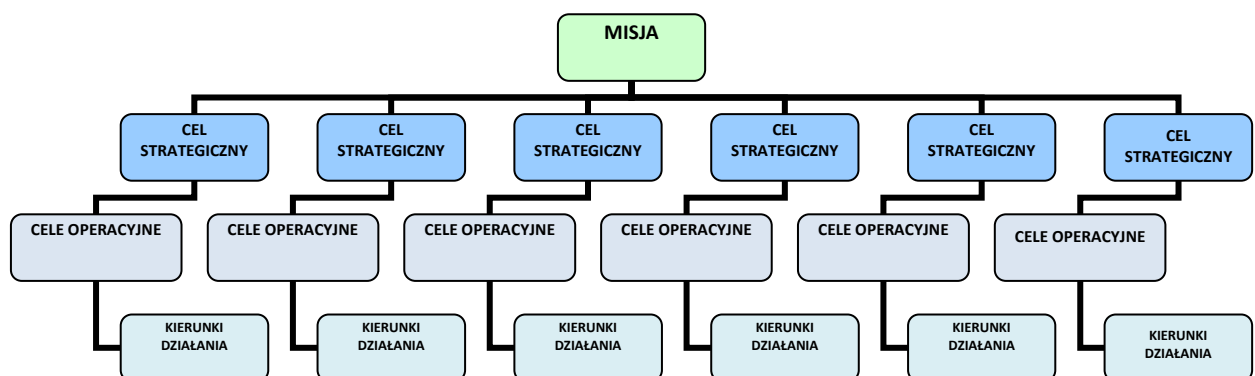 MISJA
CEL
STRATEGICZNY
CEL
STRATEGICZNY
CEL
STRATEGICZNY
CEL
STRATEGICZNY
CEL
STRATEGICZNY
CEL
STRATEGICZNY
CELE OPERACYJNE
CELE OPERACYJNE
CELE OPERACYJNE
CELE OPERACYJNE
CELE OPERACYJNE
CELE OPERACYJNE
KIERUNKI
DZIAŁANIA
KIERUNKI
DZIAŁANIA
KIERUNKI
DZIAŁANIA
KIERUNKI
DZIAŁANIA
KIERUNKI
DZIAŁANIA
KIERUNKI
DZIAŁANIA